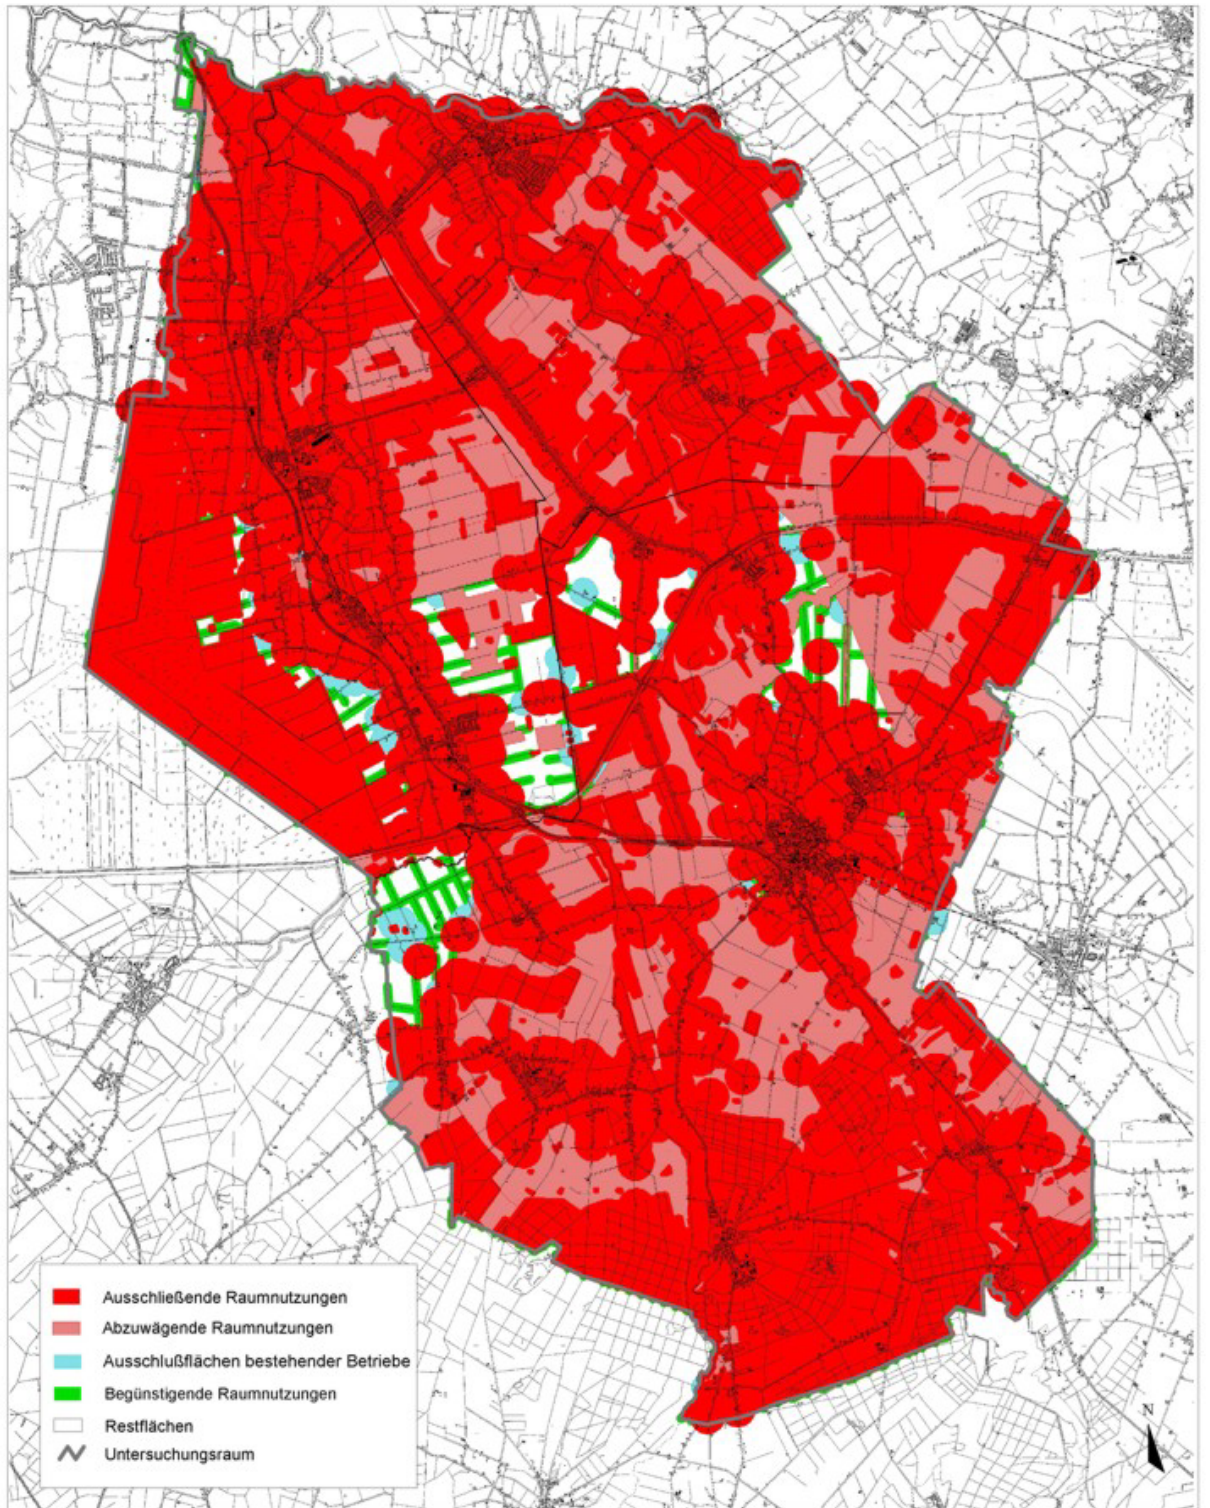 Ausschließende Raumnutzungen
Abzuwägende Raumnutzungen
Ausschlußflächen bestehender Betriebe
Begünstigende Raumnutzungen
Restflächen
Untersuchungsraum
N